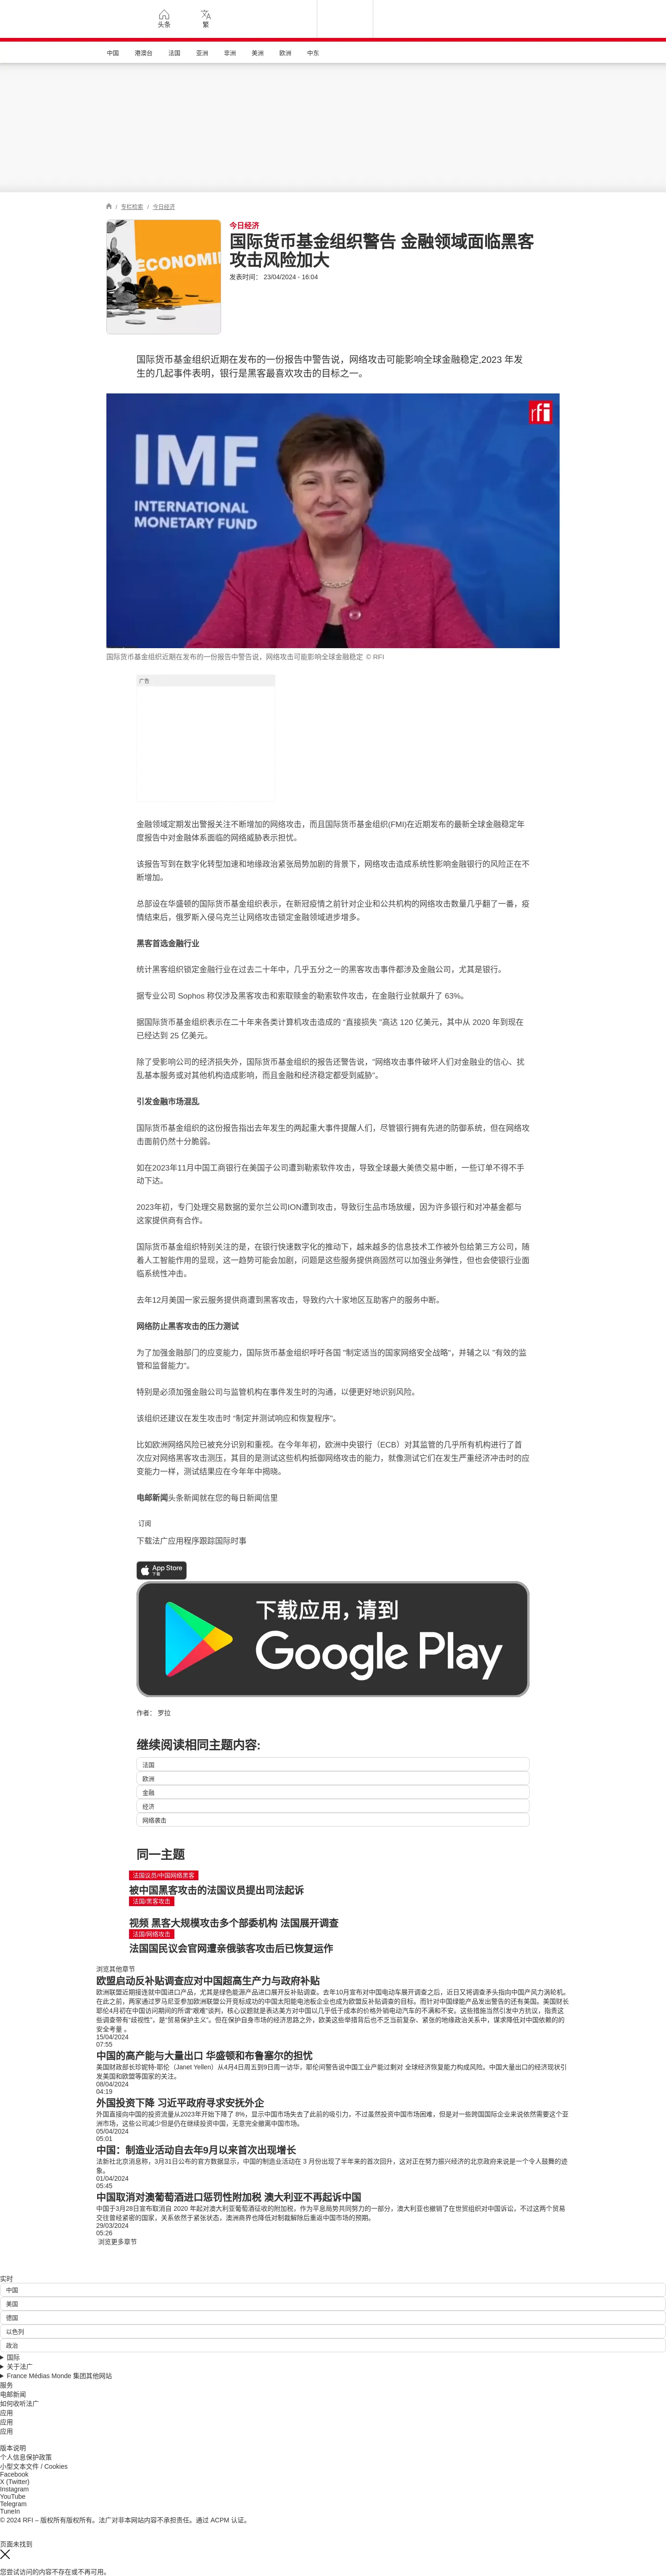 头条
繁
中国 港澳台 法国 亚洲 非洲 美洲 欧洲 中东
/ 专栏检索 / 今日经济
ECONOMIE
今日经济
国际货币基金组织警告 金融领域面临黑客
攻击风险加大
发表时间： 23/04/2024 - 16:04
国际货币基金组织近期在发布的一份报告中警告说，网络攻击可能影响全球金融稳定,2023 年发
生的几起事件表明，银行是黑客最喜欢攻击的目标之一。
rfi
IMF
INTERNATIONAL
MONETARY FUND
国际货币基金组织近期在发布的一份报告中警告说，网络攻击可能影响全球金融稳定 © RFI
广告
金融领域定期发出警报关注不断增加的网络攻击，而且国际货币基金组织(FMI)在近期发布的最新全球金融稳定年
度报告中对金融体系面临的网络威胁表示担忧。
该报告写到在数字化转型加速和地缘政治紧张局势加剧的背景下，网络攻击造成系统性影响金融银行的风险正在不
断增加。
总部设在华盛顿的国际货币基金组织表示，在新冠疫情之前针对企业和公共机构的网络攻击数量几乎翻了一番，疫
情结束后，俄罗斯入侵乌克兰让网络攻击锁定金融领域进步增多。
黑客首选金融行业
统计黑客组织锁定金融行业在过去二十年中，几乎五分之一的黑客攻击事件都涉及金融公司，尤其是银行。
据专业公司 Sophos 称仅涉及黑客攻击和索取赎金的勒索软件攻击，在金融行业就飙升了 63%。
据国际货币基金组织表示在二十年来各类计算机攻击造成的 "直接损失 "高达 120 亿美元，其中从 2020 年到现在
已经达到 25 亿美元。
除了受影响公司的经济损失外，国际货币基金组织的报告还警告说，"网络攻击事件破坏人们对金融业的信心、扰
乱基本服务或对其他机构造成影响，而且金融和经济稳定都受到威胁"。
引发金融市场混乱
国际货币基金组织的这份报告指出去年发生的两起重大事件提醒人们，尽管银行拥有先进的防御系统，但在网络攻
击面前仍然十分脆弱。
如在2023年11月中国工商银行在美国子公司遭到勒索软件攻击，导致全球最大美债交易中断，一些订单不得不手
动下达。
2023年初，专门处理交易数据的爱尔兰公司ION遭到攻击，导致衍生品市场放缓，因为许多银行和对冲基金都与
这家提供商有合作。
国际货币基金组织特别关注的是，在银行快速数字化的推动下，越来越多的信息技术工作被外包给第三方公司，随
着人工智能作用的显现，这一趋势可能会加剧，问题是这些服务提供商固然可以加强业务弹性，但也会使银行业面
临系统性冲击。
去年12月美国一家云服务提供商遭到黑客攻击，导致约六十家地区互助客户的服务中断。
网络防止黑客攻击的压力测试
为了加强金融部门的应变能力，国际货币基金组织呼吁各国 "制定适当的国家网络安全战略"，并辅之以 "有效的监
管和监督能力"。
特别是必须加强金融公司与监管机构在事件发生时的沟通，以便更好地识别风险。
该组织还建议在发生攻击时 "制定并测试响应和恢复程序"。
比如欧洲网络风险已被充分识别和重视。在今年年初，欧洲中央银行（ECB）对其监管的几乎所有机构进行了首
次应对网络黑客攻击测压，其目的是测试这些机构抵御网络攻击的能力，就像测试它们在发生严重经济冲击时的应
变能力一样，测试结果应在今年年中揭晓。
电邮新闻头条新闻就在您的每日新闻信里
订阅
下载法广应用程序跟踪国际时事
App Store
下载
下载应用，请到
Google Play
作者： 罗拉
继续阅读相同主题内容:
法国
欧洲
金融
经济
网络袭击
同一主题
法国议员/中国网络黑客
被中国黑客攻击的法国议员提出司法起诉
法国/黑客攻击
视频 黑客大规模攻击多个部委机构 法国展开调查
法国/网络攻击
法国国民议会官网遭亲俄骇客攻击后已恢复运作
浏览其他章节
欧盟启动反补贴调查应对中国超高生产力与政府补贴
欧洲联盟近期接连就中国进口产品，尤其是绿色能源产品进口展开反补贴调查。去年10月宣布对中国电动车展开调查之后，近日又将调查矛头指向中国产风力涡轮机。
在此之前，两家通过罗马尼亚参加欧洲联盟公开竞标成功的中国太阳能电池板企业也成为欧盟反补贴调查的目标。而针对中国绿能产品发出警告的还有美国。美国财长
耶伦4月初在中国访问期间的所谓“艰难”谈判，核心议题就是表达美方对中国以几乎低于成本的价格外销电动汽车的不满和不安。这些措施当然引发中方抗议，指责这
些调查带有“歧视性”，是“贸易保护主义”。但在保护自身市场的经济思路之外，欧美这些举措背后也不乏当前复杂、紧张的地缘政治关系中，谋求降低对中国依赖的的
安全考量 。
15/04/2024
07:55
中国的高产能与大量出口 华盛顿和布鲁塞尔的担忧
美国财政部长珍妮特-耶伦（Janet Yellen）从4月4日周五到9日周一访华，耶伦间警告说中国工业产能过剩对 全球经济恢复能力构成风险。中国大量出口的经济现状引
发美国和欧盟等国家的关注。
08/04/2024
04:19
外国投资下降 习近平政府寻求安抚外企
外国直接向中国的投资流量从2023年开始下降了 8%，显示中国市场失去了此前的吸引力，不过虽然投资中国市场困难，但是对一些跨国国际企业来说依然需要这个亚
洲市场，这些公司减少但是仍在继续投资中国，无意完全撤离中国市场。
05/04/2024
05:01
中国：制造业活动自去年9月以来首次出现增长
法新社北京消息称，3月31日公布的官方数据显示，中国的制造业活动在 3 月份出现了半年来的首次回升，这对正在努力振兴经济的北京政府来说是一个令人鼓舞的迹
象。
01/04/2024
05:45
中国取消对澳葡萄酒进口惩罚性附加税 澳大利亚不再起诉中国
中国于3月28日宣布取消自 2020 年起对澳大利亚葡萄酒征收的附加税，作为平息局势共同努力的一部分，澳大利亚也撤销了在世贸组织对中国诉讼，不过这两个贸易
交往曾经紧密的国家，关系依然于紧张状态，澳洲商界也降低对制裁解除后重返中国市场的预期。
29/03/2024
05:26
浏览更多章节
实时
中国
美国
德国
以色列
政治
国际
关于法广
France Médias Monde 集团其他网站
服务
电邮新闻
如何收听法广
应用
应用
应用
版本说明
个人信息保护政策
小型文本文件 / Cookies
Facebook
X (Twitter)
Instagram
YouTube
Telegram
TuneIn
© 2024 RFI – 版权所有版权所有。法广对非本网站内容不承担责任。通过 ACPM 认证。
页面未找到
您尝试访问的内容不存在或不再可用。